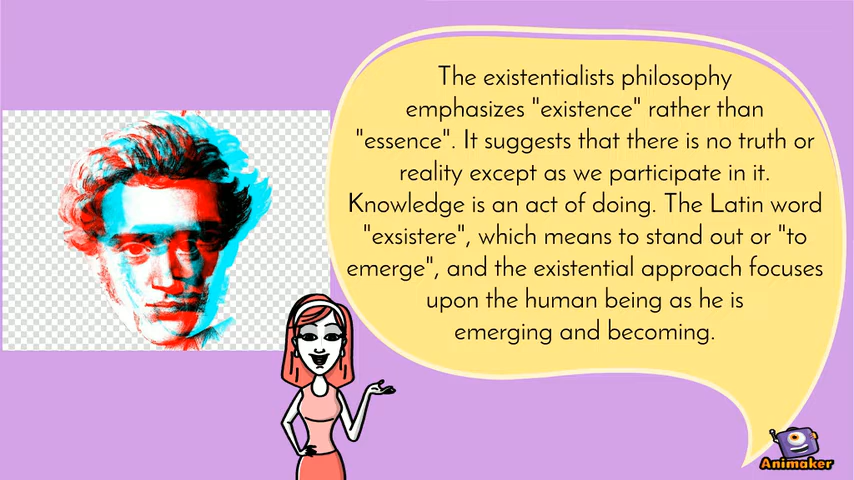 The existentialists philosophy
emphasizes "existence" rather than
"essence". It suggests that there is no truth or
reality except as we participate in it.
Knowledge is an act of doing. The Latin word
"exsistere", which means to stand out or "to
emerge", and the existential approach focuses
upon the human being as he is
emerging and becoming.
Animaker